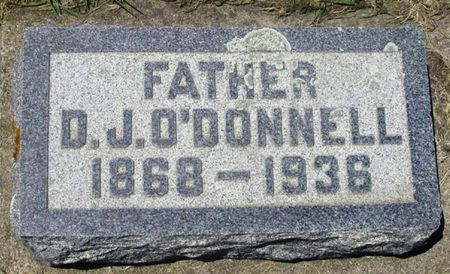 FATHER
D.J.O'DONNELL
1868 - 1936